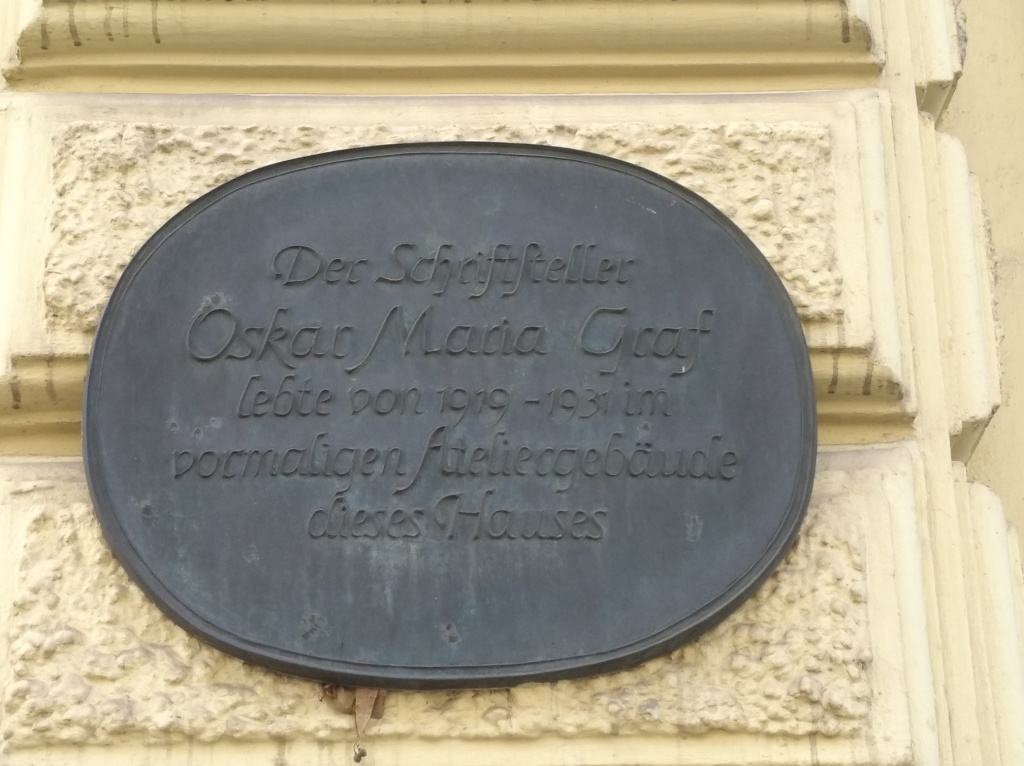 Der Schriftsteller
Oskar Maria Graf
lebte von 1919 - 1931 im
vormaligen Ateliergebäude
dieses Hauses